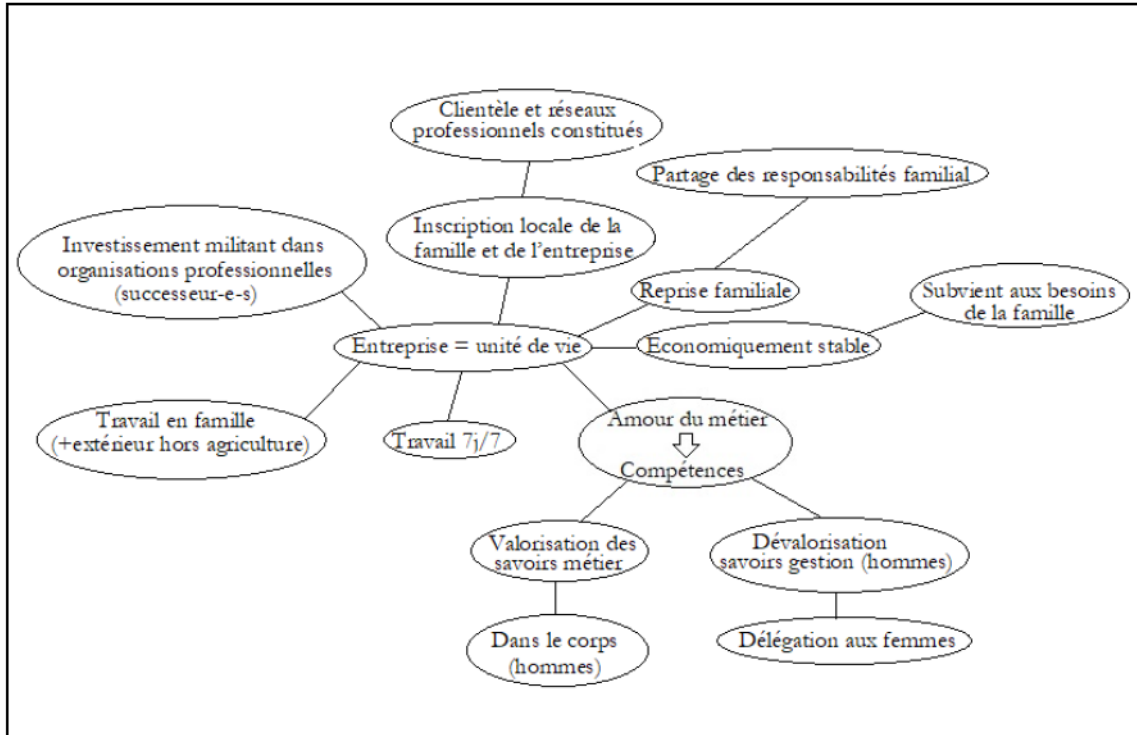 Clientèle et réseaux
professionnels constitués
Partage des responsabilités familial
Inscription locale de la
famille et de l'entreprise
Investissement militant dans
organisations professionnelles
(successeur-e-s)
Reprise familiale
Subvient aux besoins
de la famille
Entreprise = unité de vie
Economiquement stable
Travail en famille
(+extérieur hors agriculture)
Travail 7j/7
Amour du métier
Compétences
Valorisation des
savoirs métier
Dévalorisation
savoirs gestion (hommes)
Dans le corps
(hommes)
Délégation aux femmes